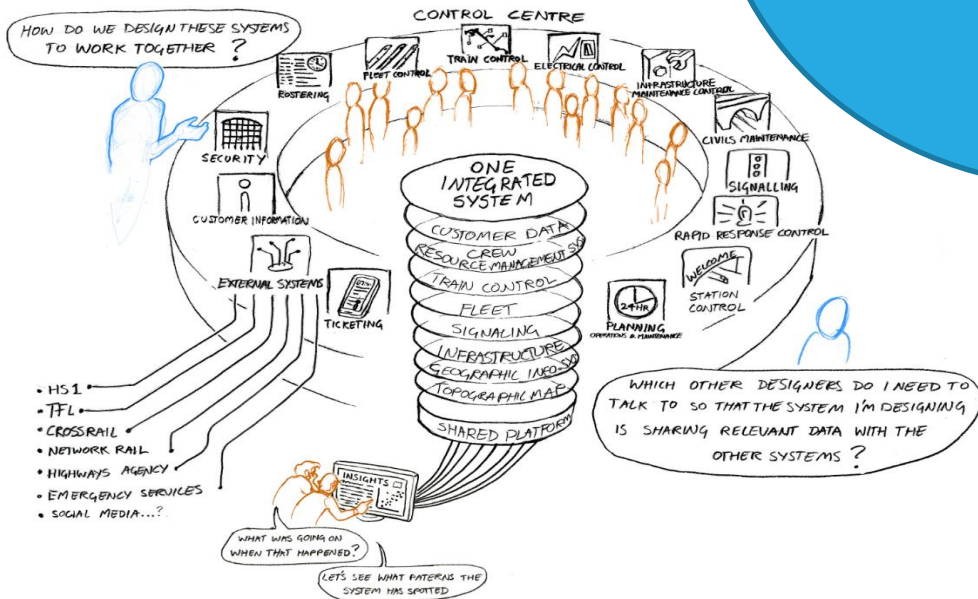 HOW DO WE DESIGN THESE SYSTEMS
TO WORK TOGETHER ?
CONTROL CENTRE
ROSTERING
FLEET CONTROL
TRAIN CONTROL
ELECTRICAL CONTROL
INFRASTRUCTURE
MAINTENANCE CONTROL
CIVILS MAINTENANCE
SECURITY
SIGNALLING
CUSTOMER INFORMATION
RAPID RESPONSE CONTROL
EXTERNAL SYSTEMS
TICKETING
WELCOME
STATION
CONTROL
24HR
PLANNING
OPERATIONS & MAINTENANCE
ONE
INTEGRATED
SYSTEM
CUSTOMER DATA
CREW
RESOURCE MANAGEMENT SYS
TRAIN CONTROL
FLEET
SIGNALING
INFRASTRUCTURE
GEOGRAPHIC INFO-SYS
TOPOGRAPHIC MAP
SHARED PLATFORM
• HS1
• TFL
• CROSSRAIL
• NETWORK RAIL
• HIGHWAYS AGENCY
• EMERGENCY SERVICES
• SOCIAL MEDIA...?
INSIGHTS
WHAT WAS GOING ON
WHEN THAT HAPPENED?
LET'S SEE WHAT PATERNS THE
SYSTEM HAS SPOTTED
WHICH OTHER DESIGNERS DO I NEED TO
TALK TO SO THAT THE SYSTEM I'M DESIGNING
IS SHARING RELEVANT DATA WITH THE
OTHER SYSTEMS ?